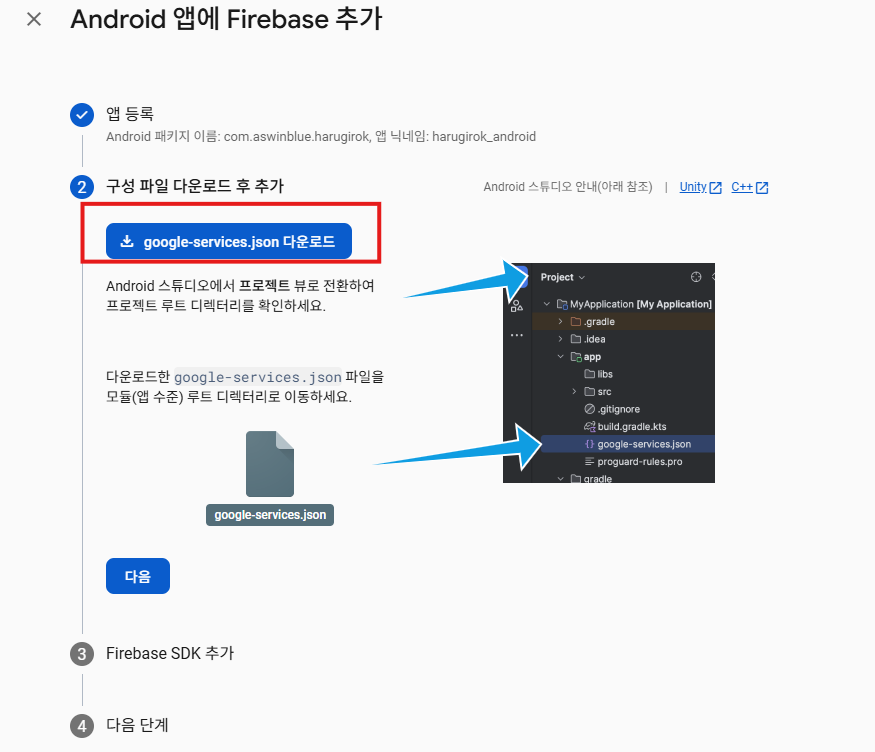 Android 앱에 Firebase 추가
앱 등록
Android 패키지 이름: com.aswinblue.harugirok, 앱 닉네임: harugirok_android
2 구성 파일 다운로드 후 추가
Android 스튜디오 안내(아래 참조) | Unity C++
google-services.json 다운로드
Android 스튜디오에서 프로젝트 뷰로 전환하여
프로젝트 루트 디렉터리를 확인하세요.
다운로드한 google-services.json 파일을
모듈(앱 수준) 루트 디렉터리로 이동하세요.
google-services.json
Project
MyApplication [My Application]
.gradle
.idea
app
libs
src
.gitignore
build.gradle.kts
{} google-services.json
proguard-rules.pro
gradle
다음
3 Firebase SDK 추가
4 다음 단계